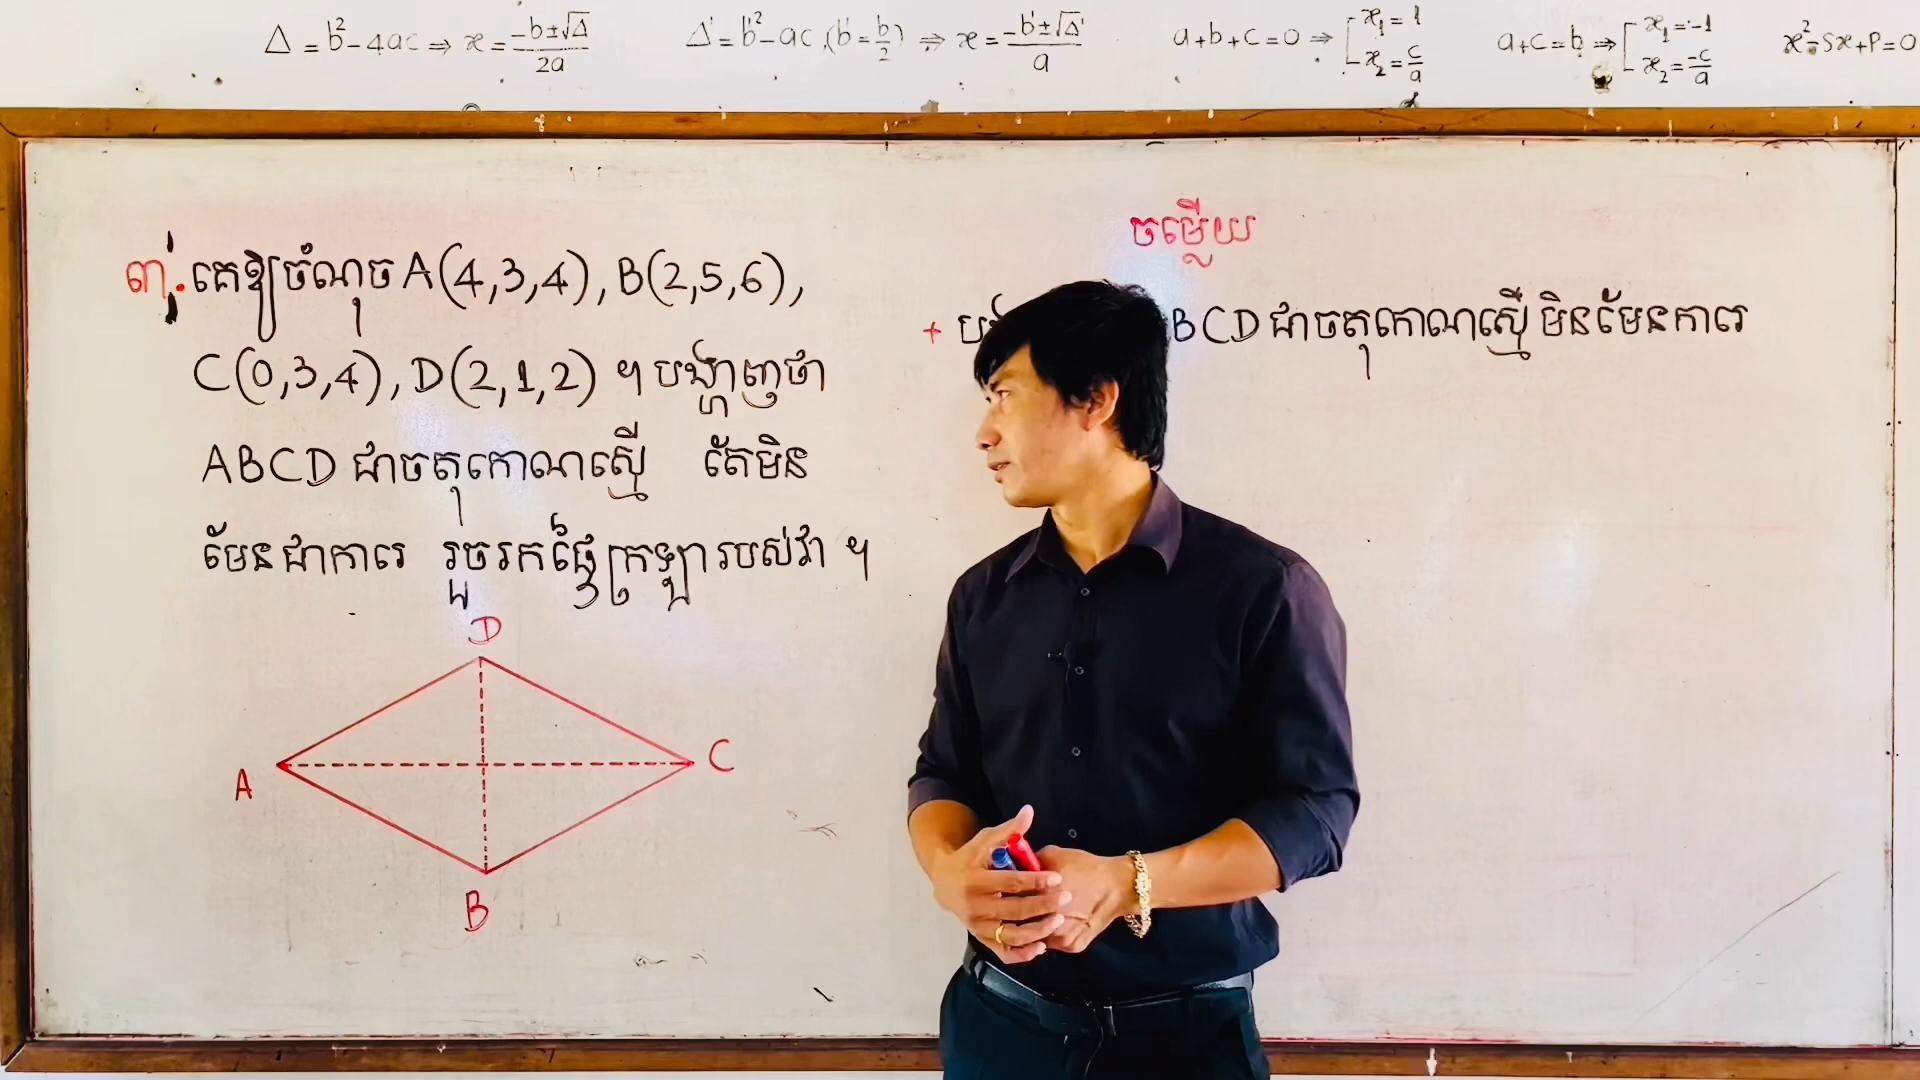 Δ = b² - 4ac ⇒ x = (-b ± √Δ) / 2a
Δ' = b'² - ac, (b' = b/2) ⇒ x = (-b' ± √Δ') / a
a + b + c = 0 ⇒ [ x₁ = 1
x₂ = c/a
a + c = b ⇒ [ x₁ = -1
x₂ = -c/a
x² - Sx + P = 0
៣. គេឱ្យចំណុច A(4,3,4), B(2,5,6),
C(0,3,4), D(2,1,2) ។ បង្ហាញថា
ABCD ជាចតុកោណស្មើ តែមិន
មែនជាការេ រួចរកផ្ទៃក្រឡារបស់វា ។
D
A
C
B
ចម្លើយ
+ BCD ជាចតុកោណស្មើ មិនមែនការេ